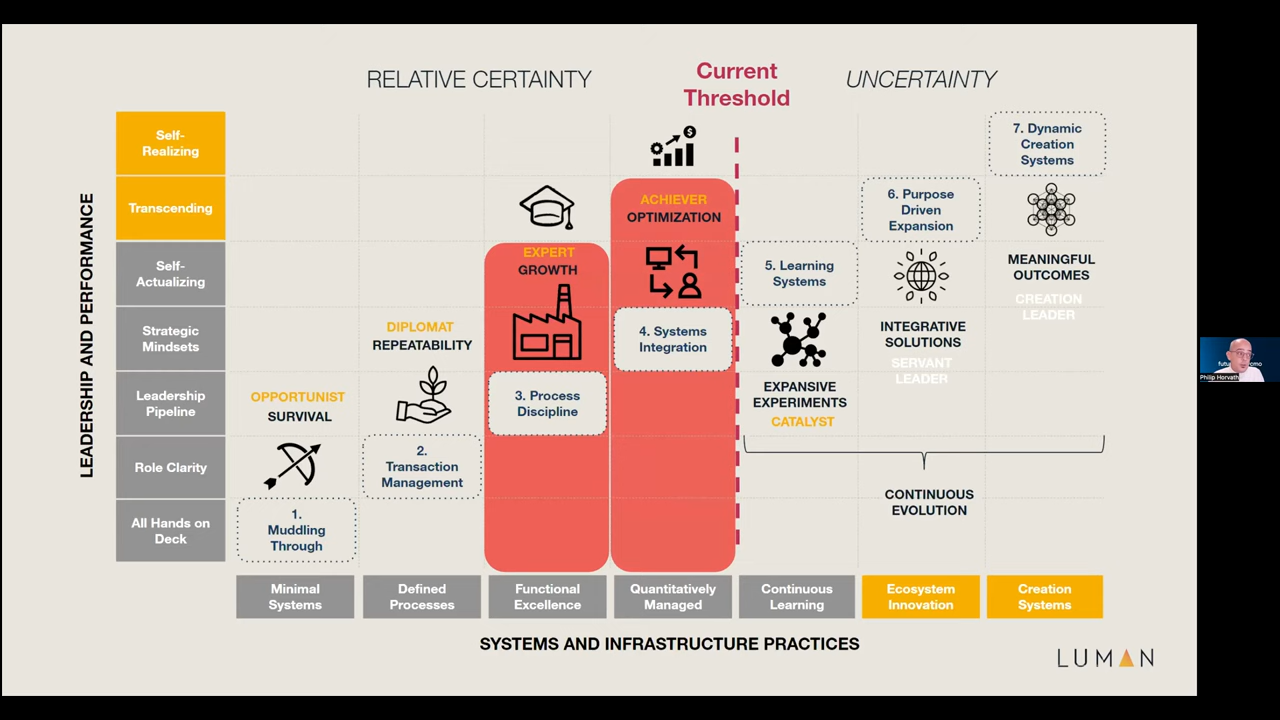 RELATIVE CERTAINTY
Current
Threshold
UNCERTAINTY
LEADERSHIP AND PERFORMANCE
Self-
Realizing
Transcending
Self-
Actualizing
Strategic
Mindsets
Leadership
Pipeline
Role Clarity
All Hands on
Deck
OPPORTUNIST
SURVIVAL
1.
Muddling
Through
DIPLOMAT
REPEATABILITY
2.
Transaction
Management
EXPERT
GROWTH
3. Process
Discipline
$
ACHIEVER
OPTIMIZATION
4. Systems
Integration
5. Learning
Systems
EXPANSIVE
EXPERIMENTS
CATALYST
6. Purpose
Driven
Expansion
INTEGRATIVE
SOLUTIONS
SERVANT
LEADER
7. Dynamic
Creation
Systems
MEANINGFUL
OUTCOMES
CREATION
LEADER
CONTINUOUS
EVOLUTION
Minimal
Systems
Defined
Processes
Functional
Excellence
Quantitatively
Managed
Continuous
Learning
Ecosystem
Innovation
Creation
Systems
SYSTEMS AND INFRASTRUCTURE PRACTICES
LUMAN
Philip Horvath